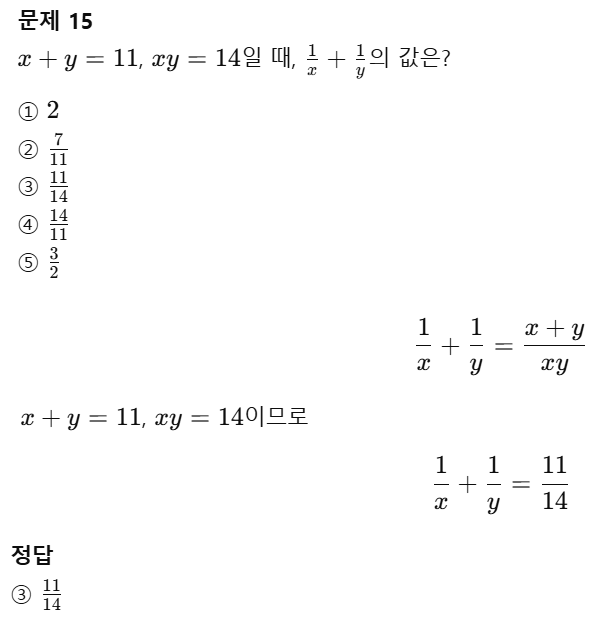 문제 15
x + y = 11, xy = 14일 때, 1/x + 1/y의 값은?
① 2
② 7/11
③ 11/14
④ 14/11
⑤ 3/2
1/x + 1/y = (x + y)/xy
x + y = 11, xy = 14이므로
1/x + 1/y = 11/14
정답
③ 11/14